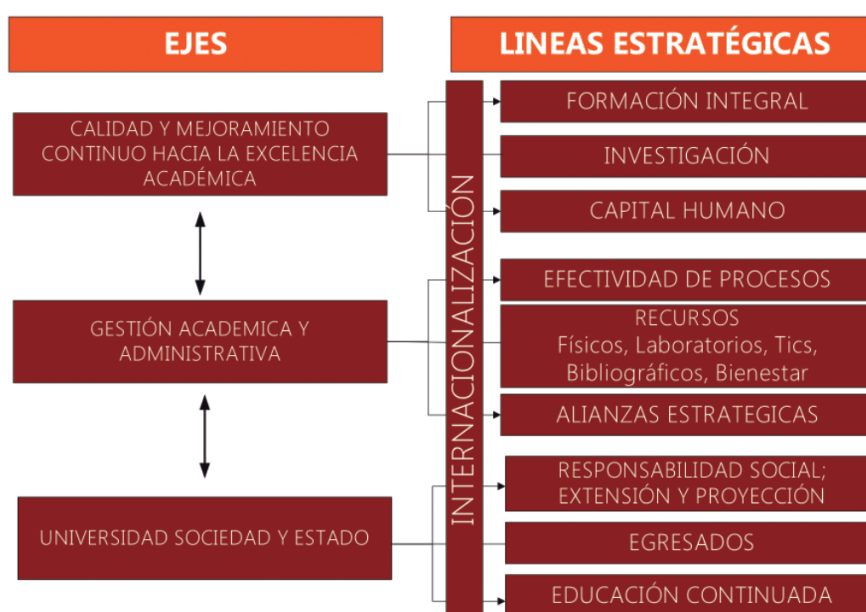 EJES
CALIDAD Y MEJORAMIENTO
CONTINUO HACIA LA EXCELENCIA
ACADÉMICA
GESTIÓN ACADEMICA Y
ADMINISTRATIVA
UNIVERSIDAD SOCIEDAD Y ESTADO
INTERNACIONALIZACIÓN
LINEAS ESTRATÉGICAS
FORMACIÓN INTEGRAL
INVESTIGACIÓN
CAPITAL HUMANO
EFECTIVIDAD DE PROCESOS
RECURSOS
Físicos, Laboratorios, Tics,
Bibliográficos, Bienestar
ALIANZAS ESTRATEGICAS
RESPONSABILIDAD SOCIAL;
EXTENSIÓN Y PROYECCIÓN
EGRESADOS
EDUCACIÓN CONTINUADA